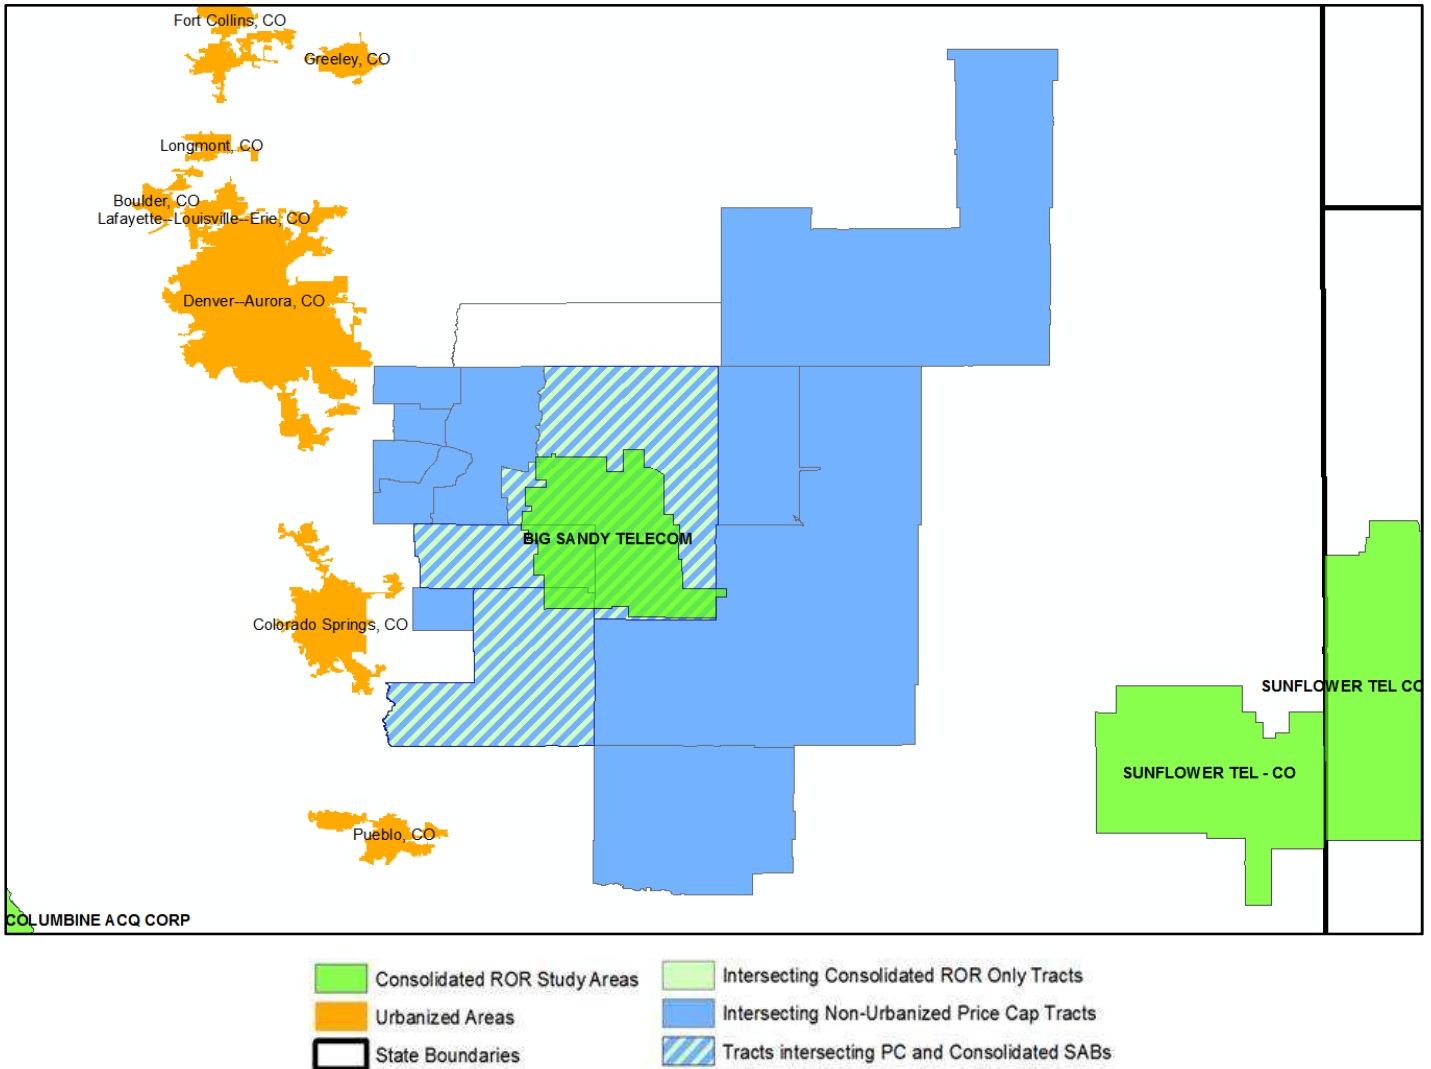 Fort Collins, CO
Greeley, CO
Longmont, CO
Boulder, CO
Lafayette--Louisville--Erie, CO
Denver--Aurora, CO
BIG SANDY TELECOM
Colorado Springs, CO
SUNFLOWER TEL CO
SUNFLOWER TEL - CO
Pueblo, CO
COLUMBINE ACQ CORP
Consolidated ROR Study Areas
Intersecting Consolidated ROR Only Tracts
Urbanized Areas
Intersecting Non-Urbanized Price Cap Tracts
State Boundaries
Tracts intersecting PC and Consolidated SABs